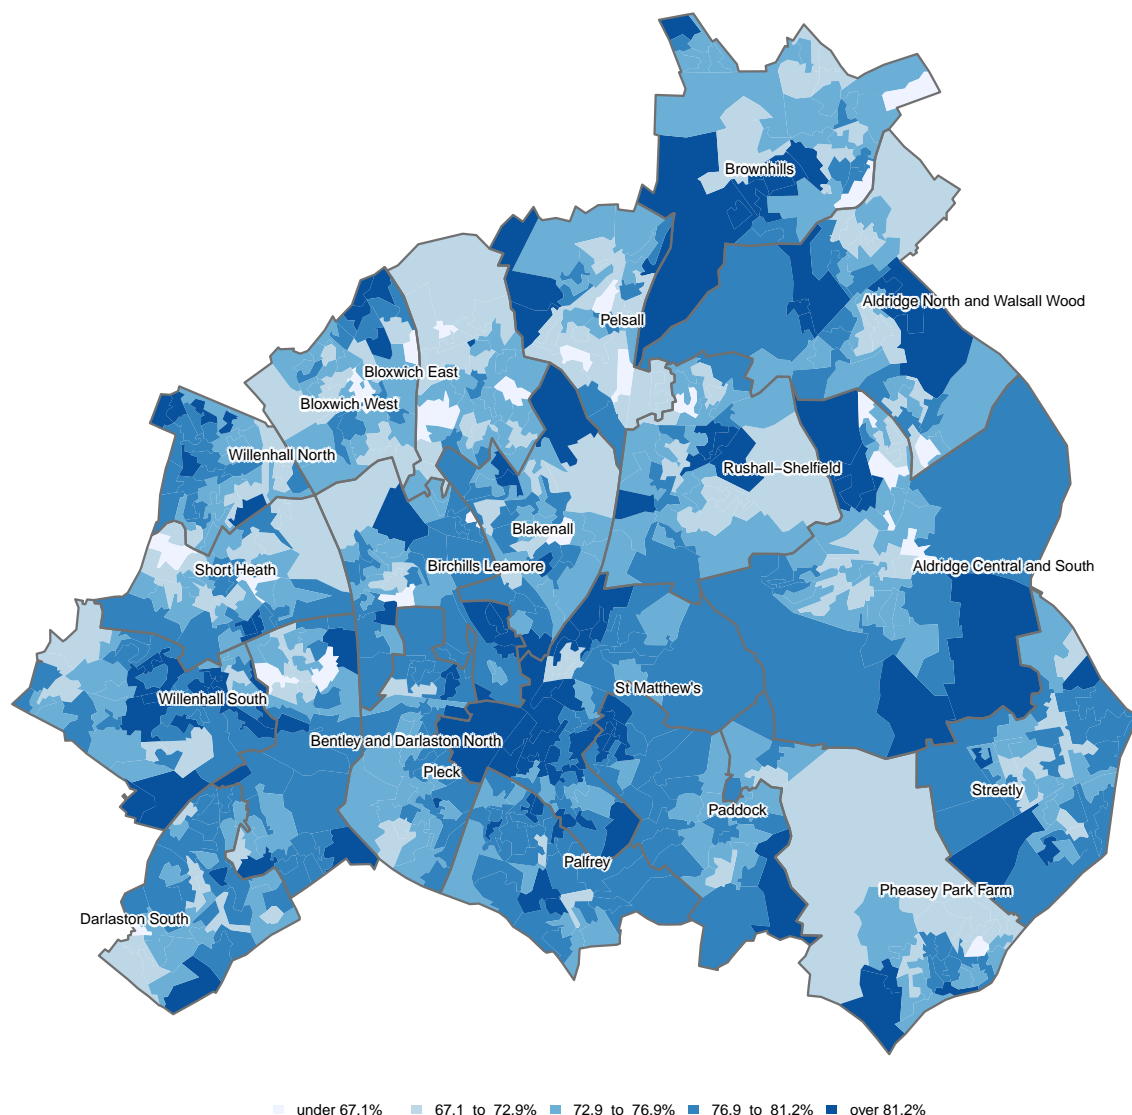 Brownhills
Aldridge North and Walsall Wood
Pelsall
Bloxwich East
Bloxwich West
Willenhall North
Rushall−Shelfield
Blakenall
Short Heath
Birchills Leamore
Aldridge Central and South
St Matthew's
Willenhall South
Bentley and Darlaston North
Pleck
Streetly
Paddock
Palfrey
Pheasey Park Farm
Darlaston South
under 67.1% 67.1 to 72.9% 72.9 to 76.9% 76.9 to 81.2% over 81.2%